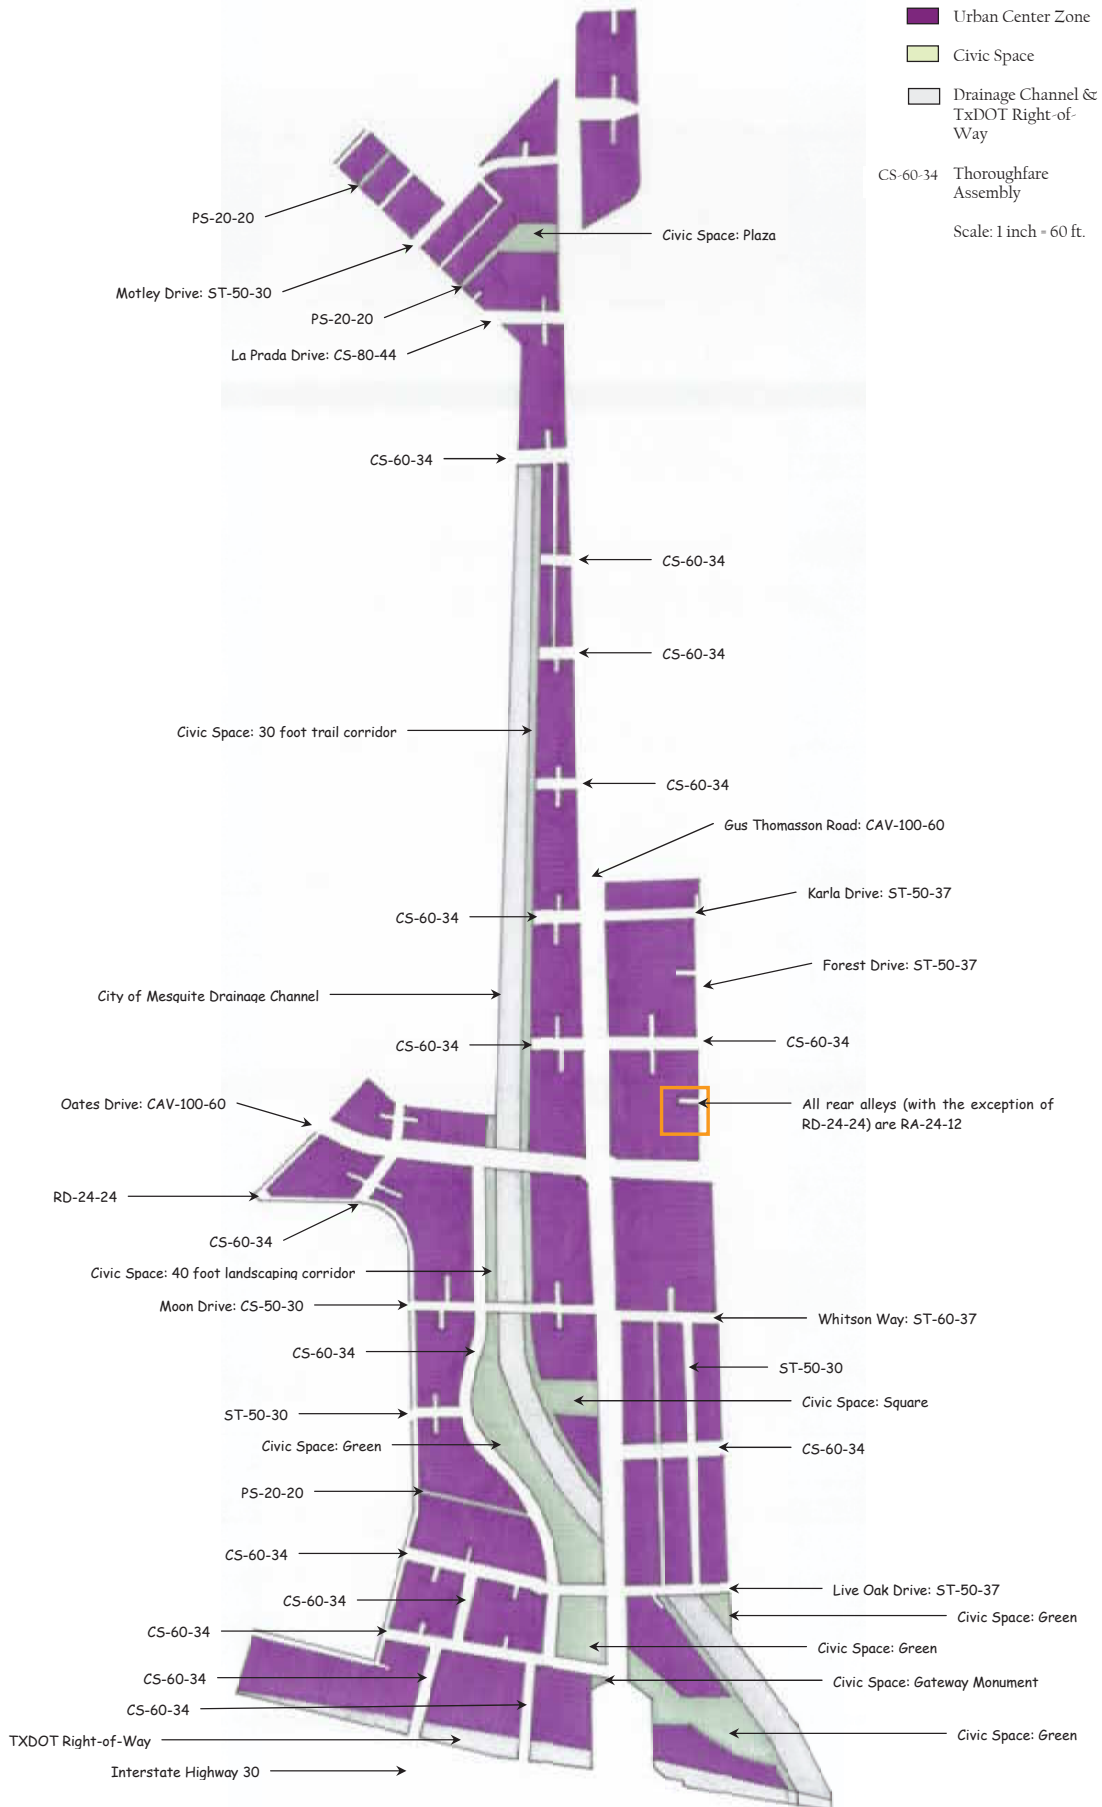 Urban Center Zone
Civic Space
Drainage Channel &
TxDOT Right-of-
Way
CS-60-34 Thoroughfare
Assembly
Scale: 1 inch = 60 ft.
PS-20-20
Civic Space: Plaza
Motley Drive: ST-50-30
PS-20-20
La Prada Drive: CS-80-44
CS-60-34
CS-60-34
CS-60-34
Civic Space: 30 foot trail corridor
CS-60-34
Gus Thomasson Road: CAV-100-60
Karla Drive: ST-50-37
CS-60-34
Forest Drive: ST-50-37
City of Mesquite Drainage Channel
CS-60-34
CS-60-34
Oates Drive: CAV-100-60
All rear alleys (with the exception of
RD-24-24) are RA-24-12
RD-24-24
CS-60-34
Civic Space: 40 foot landscaping corridor
Moon Drive: CS-50-30
Whitson Way: ST-60-37
CS-60-34
ST-50-30
Civic Space: Square
ST-50-30
Civic Space: Green
CS-60-34
PS-20-20
CS-60-34
Live Oak Drive: ST-50-37
CS-60-34
Civic Space: Green
CS-60-34
Civic Space: Green
CS-60-34
Civic Space: Gateway Monument
CS-60-34
Civic Space: Green
TXDOT Right-of-Way
Interstate Highway 30